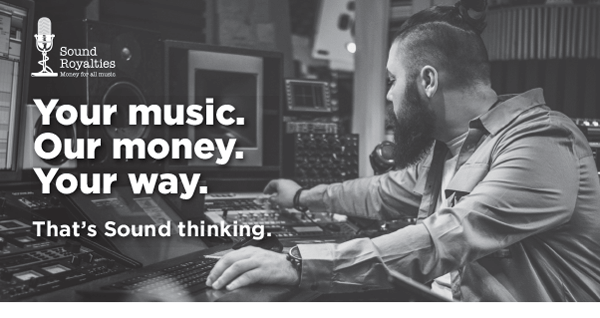 Sound
Royalties
Money for all music
Your music.
Our money.
Your way.
That's Sound thinking.